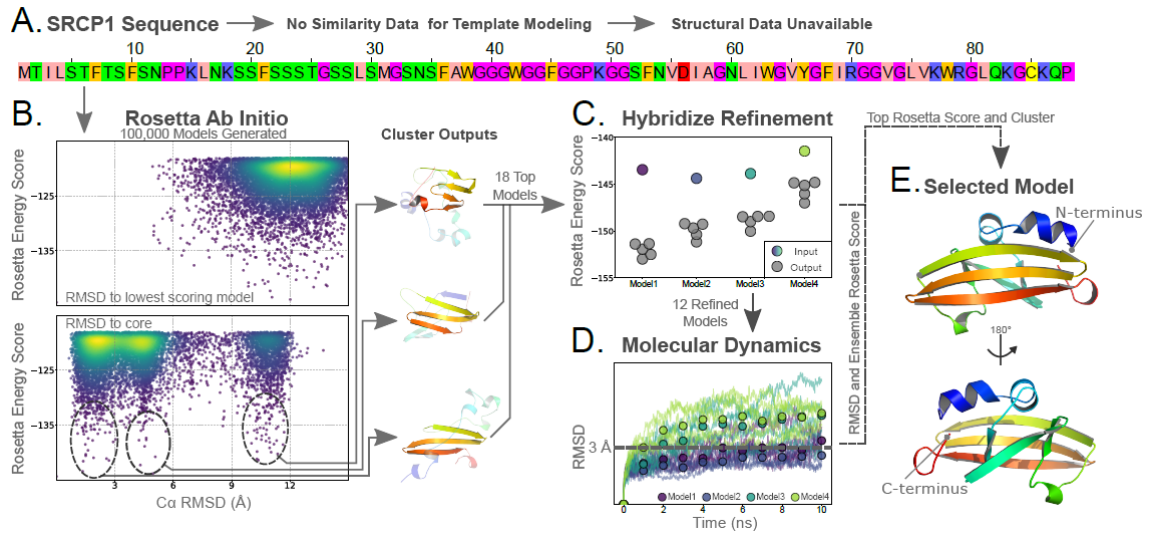 A. SRCP1 Sequence No Similarity Data for Template Modeling Structural Data Unavailable
10 20 30 40 50 60 70 80
MTILSTFTSFSNPPKLNKSSFSSSTGSSLSMGSNSFAWGGGWGGFGGPKGGSFNVDIAGNLIWGVYGFIRGGVGLVKWRGLQKGCKQP
B. Rosetta Ab Initio
100,000 Models Generated
Rosetta Energy Score
−125
−135
RMSD to lowest scoring model
RMSD to core
Rosetta Energy Score
−125
−135
3 6 9 12
Cα RMSD (Å)
Cluster Outputs
18 Top
Models
C. Hybridize Refinement
Rosetta Energy Score
−140
−145
−150
−155
Input
Output
Model1 Model2 Model3 Model4
12 Refined
Models
D. Molecular Dynamics
RMSD
3 Å
Model1 Model2 Model3 Model4
0 2 4 6 8 10
Time (ns)
RMSD and Ensemble Rosetta Score
Top Rosetta Score and Cluster
E. Selected Model
N-terminus
180°
C-terminus